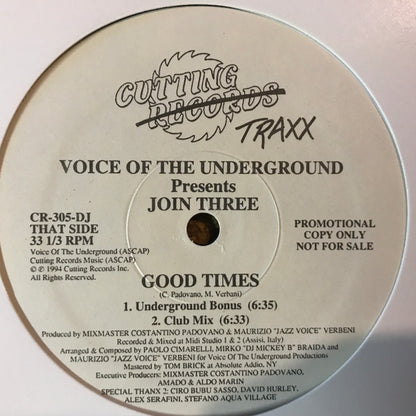 CUTTING
RECORDS
TRAXX
VOICE OF THE UNDERGROUND
Presents
JOIN THREE
CR-305-DJ
THAT SIDE
33 1/3 RPM
Voice Of The Underground (ASCAP)
Cutting Records Music (ASCAP)
© ℗ 1994 Cutting Records Inc.
All Rights Reserved.
PROMOTIONAL
COPY ONLY
NOT FOR SALE
GOOD TIMES
(C. Padovano, M. Verbani)
1. Underground Bonus (6:35)
2. Club Mix (6:33)
Produced by MIXMASTER COSTANTINO PADOVANO & MAURIZIO "JAZZ VOICE" VERBENI
Recorded & Mixed at Midi Studio 1 & 2 (Assisi, Italy)
Arranged & Composed by PAOLO CIMARELLI, MIRKO "DJ MICKEY B" BRAIDA and
MAURIZIO "JAZZ VOICE" VERBENI for Voice Of The Underground Productions
Mastered by TOM BRICK at Absolute Addio, NY
Executive Producers: MIXMASTER COSTANTINO PADOVANO,
AMADO & ALDO MARIN
SPECIAL THANX 2: CIRO BUBU SASSO, DAVID HURLEY,
ALEX SERAFINI, STEFANO AQUA VILLAGE